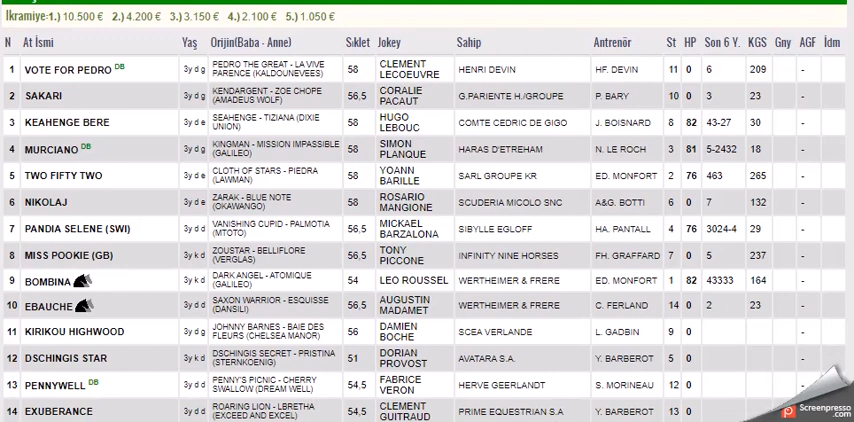 İkramiye:1.) 10.500 € 2.) 4.200 € 3.) 3.150 € 4.) 2.100 € 5.) 1.050 €
N At İsmi Yaş Orijin(Baba - Anne) Sıklet Jokey Sahip Antrenör St HP Son 6 Y. KGS Gny AGF İdm
1 VOTE FOR PEDRO DB 3y d g PEDRO THE GREAT - LA VIVE PARENCE (KALDOUNEVEES) 58 CLEMENT LECOEUVRE HENRI DEVIN HF. DEVIN 11 0 6 209 -
2 SAKARI 3y d g KENDARGENT - ZOE CHOPE (AMADEUS WOLF) 56,5 CORALIE PACAUT G.PARIENTE H./GROUPE P. BARY 10 0 3 23 -
3 KEAHENGE BERE 3y d e SEAHENGE - TIZIANA (DIXIE UNION) 58 HUGO LEBOUC COMTE CEDRIC DE GIGO J. BOISNARD 8 82 43-27 30 -
4 MURCIANO DB 3y d g KINGMAN - MISSION IMPASSIBLE (GALILEO) 58 SIMON PLANQUE HARAS D'ETREHAM N. LE ROCH 3 81 5-2432 18 -
5 TWO FIFTY TWO 3y d e CLOTH OF STARS - PIEDRA (LAWMAN) 58 YOANN BARILLE SARL GROUPE KR ED. MONFORT 2 76 463 265 -
6 NIKOLAJ 3y d e ZARAK - BLUE NOTE (OKAWANGO) 58 ROSARIO MANGIONE SCUDERIA MICOLO SNC A&G. BOTTI 6 0 7 132 -
7 PANDIA SELENE (SWI) 3y d d VANISHING CUPID - PALMOTIA (MTOTO) 56,5 MICKAEL BARZALONA SIBYLLE EGLOFF HA. PANTALL 4 76 3024-4 29 -
8 MISS POOKIE (GB) 3y k d ZOUSTAR - BELLIFLORE (VERGLAS) 56,5 TONY PICCONE INFINITY NINE HORSES FH. GRAFFARD 7 0 5 237 -
9 BOMBINA 3y k d DARK ANGEL - ATOMIQUE (GALILEO) 54 LEO ROUSSEL WERTHEIMER & FRERE ED. MONFORT 1 82 43333 164 -
10 EBAUCHE 3y d d SAXON WARRIOR - ESQUISSE (DANSILI) 56,5 AUGUSTIN MADAMET WERTHEIMER & FRERE C. FERLAND 14 0 2 23 -
11 KIRIKOU HIGHWOOD 3y d g JOHNNY BARNES - BAIE DES FLEURS (CHELSEA MANOR) 56 DAMIEN BOCHE SCEA VERLANDE L. GADBIN 9 0 -
12 DSCHINGIS STAR 3y k d DSCHINGIS SECRET - PRISTINA (STERNKOENIG) 51 DORIAN PROVOST AVATARA S.A. Y. BARBEROT 5 0 -
13 PENNYWELL DB 3y d d PENNY'S PICNIC - CHERRY SWALLOW (DREAM WELL) 54,5 FABRICE VERON HERVE GEERLANDT S. MORINEAU 12 0 -
14 EXUBERANCE 3y d d ROARING LION - LBRETHA (EXCEED AND EXCEL) 54,5 CLEMENT GUITRAUD PRIME EQUESTRIAN S.A Y. BARBEROT 13 0 -
Screenpresso
.com